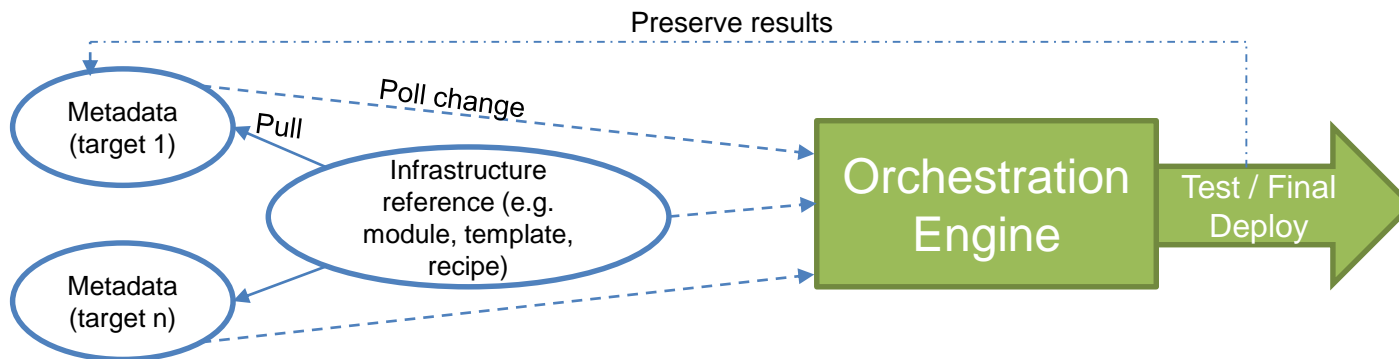 Preserve results
Metadata
(target 1)
Poll change
Pull
Infrastructure
reference (e.g.
module, template,
recipe)
Metadata
(target n)
Orchestration
Engine
Test / Final
Deploy